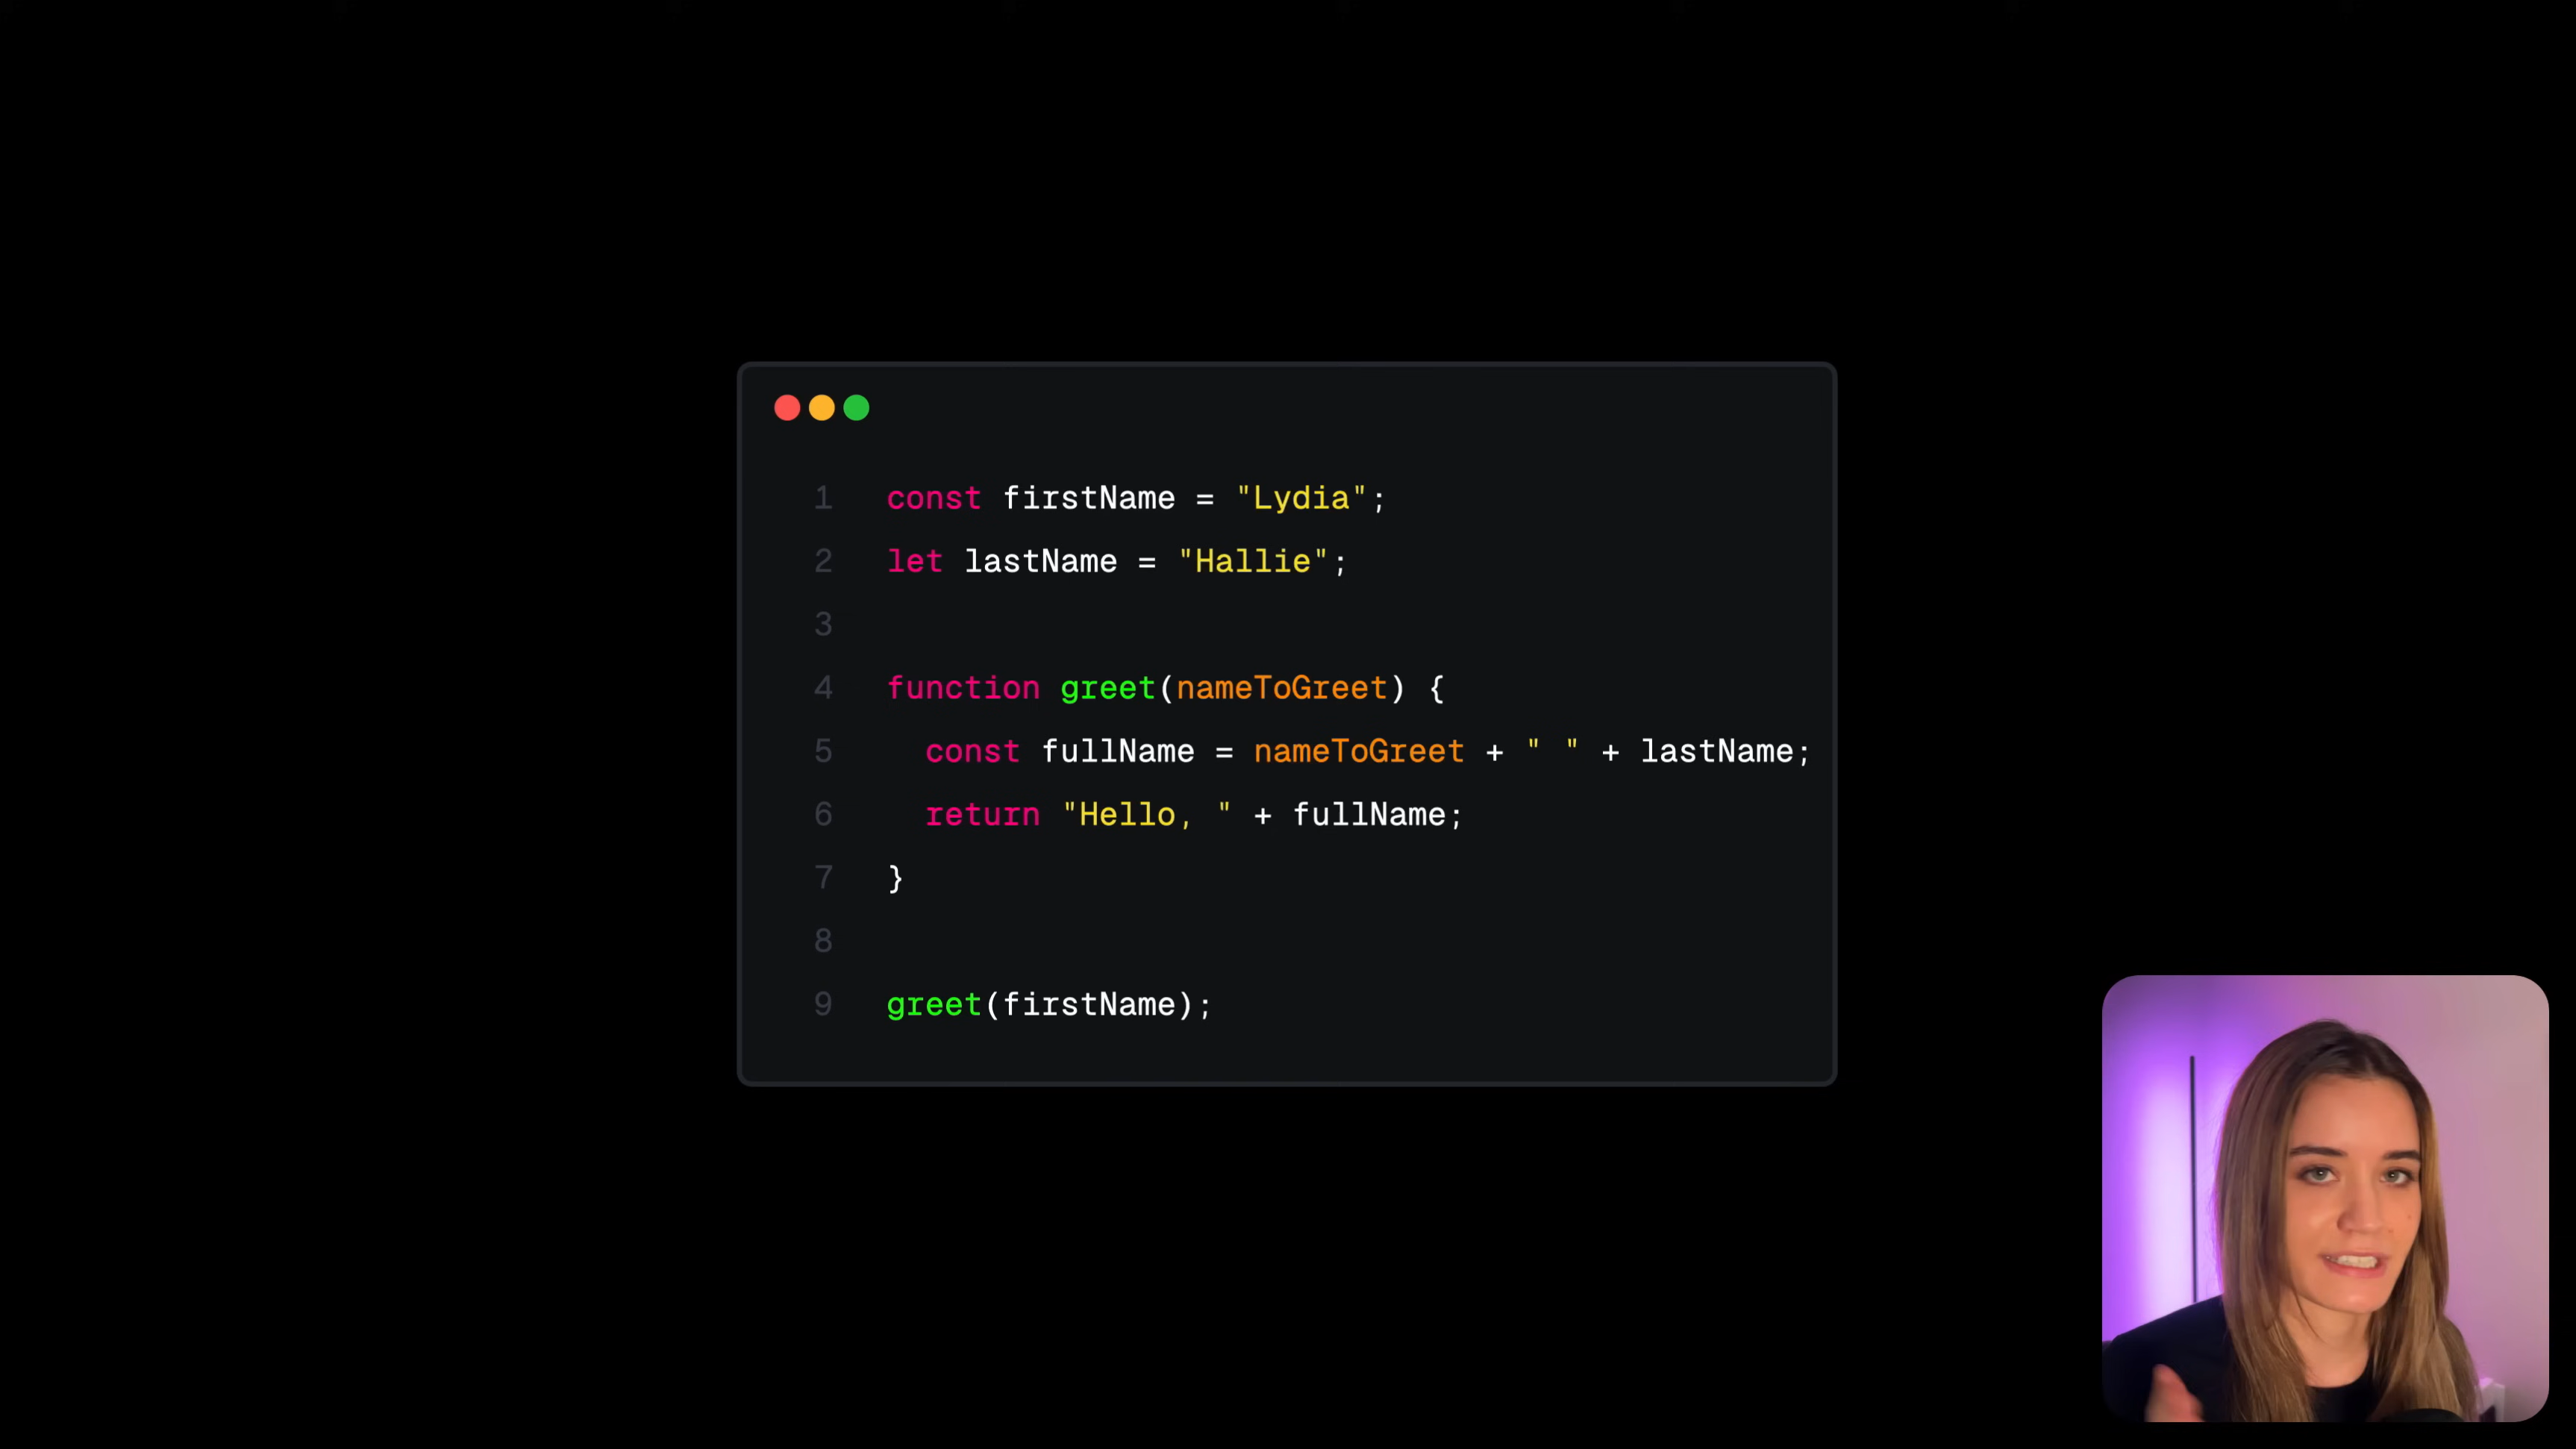 1 const firstName = "Lydia";
2 let lastName = "Hallie";
3
4 function greet(nameToGreet) {
5   const fullName = nameToGreet + " " + lastName;
6   return "Hello, " + fullName;
7 }
8
9 greet(firstName);